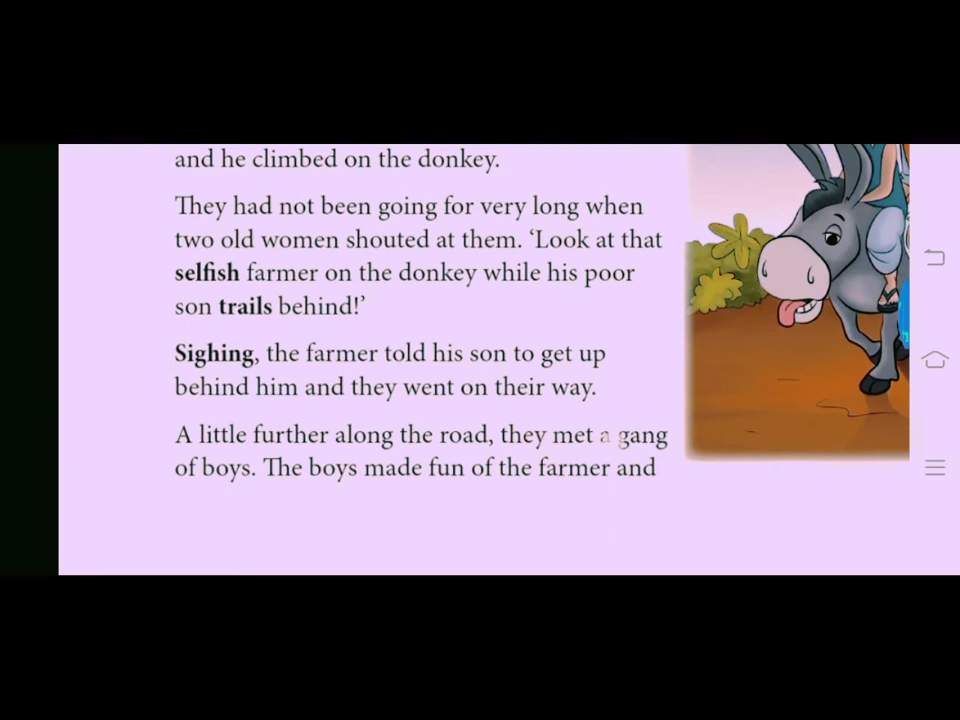 and he climbed on the donkey.
They had not been going for very long when
two old women shouted at them. ‘Look at that
selfish farmer on the donkey while his poor
son trails behind!’
Sighing, the farmer told his son to get up
behind him and they went on their way.
A little further along the road, they met a gang
of boys. The boys made fun of the farmer and